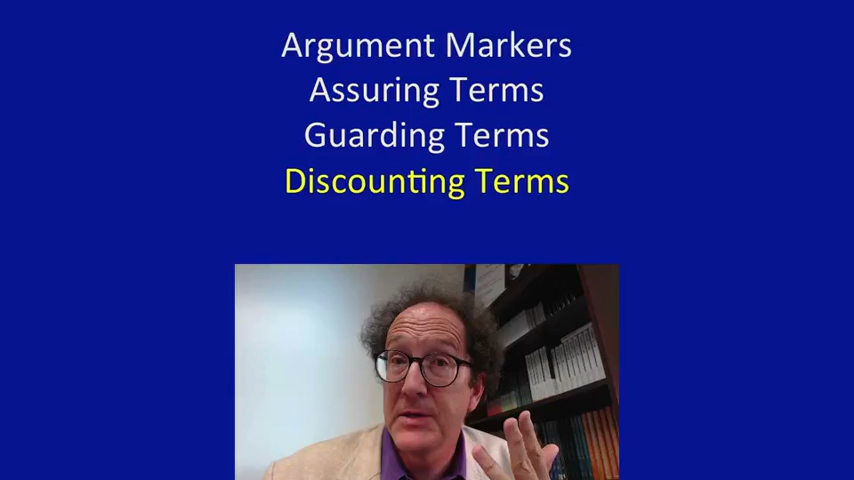 Argument Markers
Assuring Terms
Guarding Terms
Discounting Terms